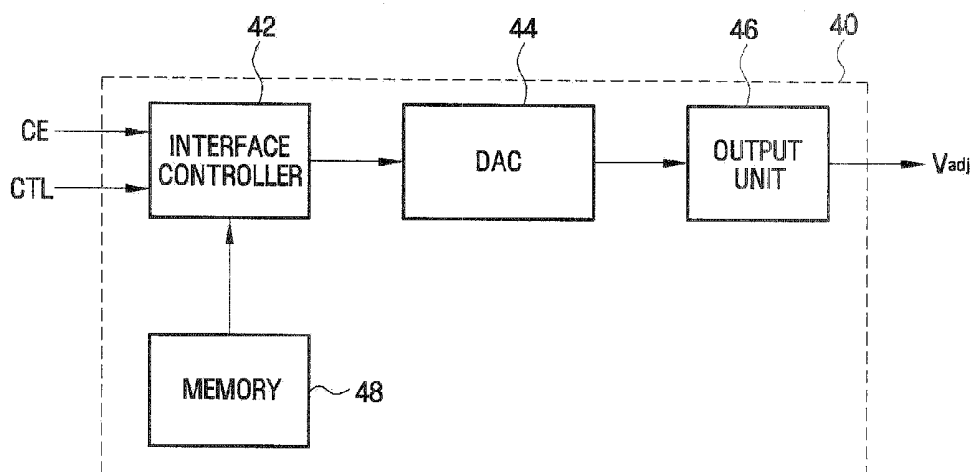 42
44
46
40
CE
CTL
INTERFACE
CONTROLLER
DAC
OUTPUT
UNIT
Vadj
MEMORY
48